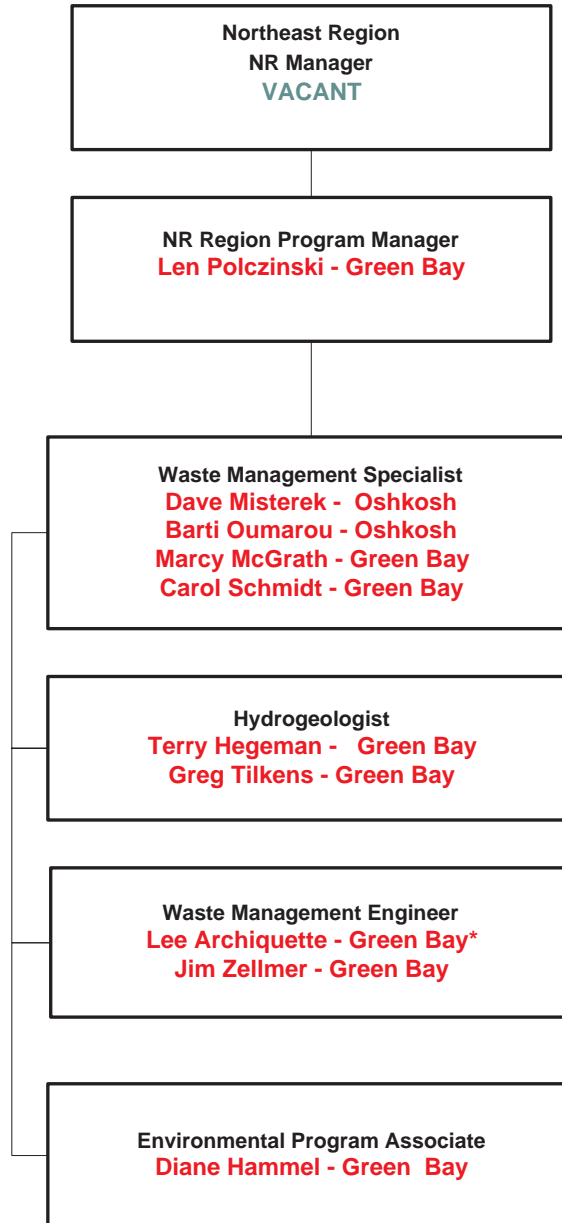 Northeast Region
NR Manager
VACANT
NR Region Program Manager
Len Polczinski - Green Bay
Waste Management Specialist
Dave Misterek - Oshkosh
Barti Oumarou - Oshkosh
Marcy McGrath - Green Bay
Carol Schmidt - Green Bay
Hydrogeologist
Terry Hegeman - Green Bay
Greg Tilkens - Green Bay
Waste Management Engineer
Lee Archiquette - Green Bay*
Jim Zellmer - Green Bay
Environmental Program Associate
Diane Hammel - Green Bay